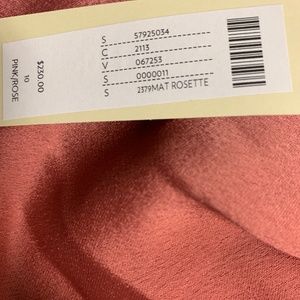 S 57925034
C 2113
V 067253
S 0000011
S 2379MAT ROSETTE
$230.00
10
PINK/ROSE